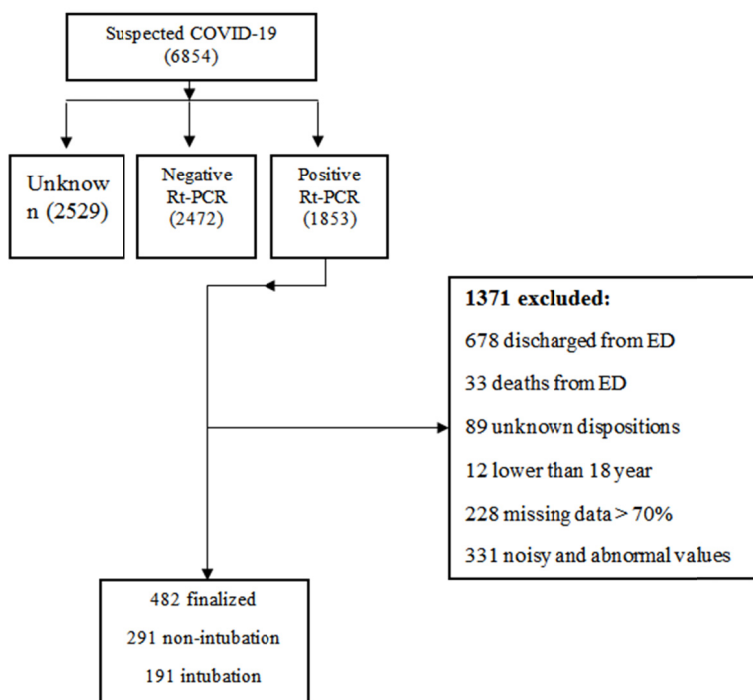 Suspected COVID-19
(6854)
Unknow
n (2529)
Negative
Rt-PCR
(2472)
Positive
Rt-PCR
(1853)
1371 excluded:
678 discharged from ED
33 deaths from ED
89 unknown dispositions
12 lower than 18 year
228 missing data > 70%
331 noisy and abnormal values
482 finalized
291 non-intubation
191 intubation